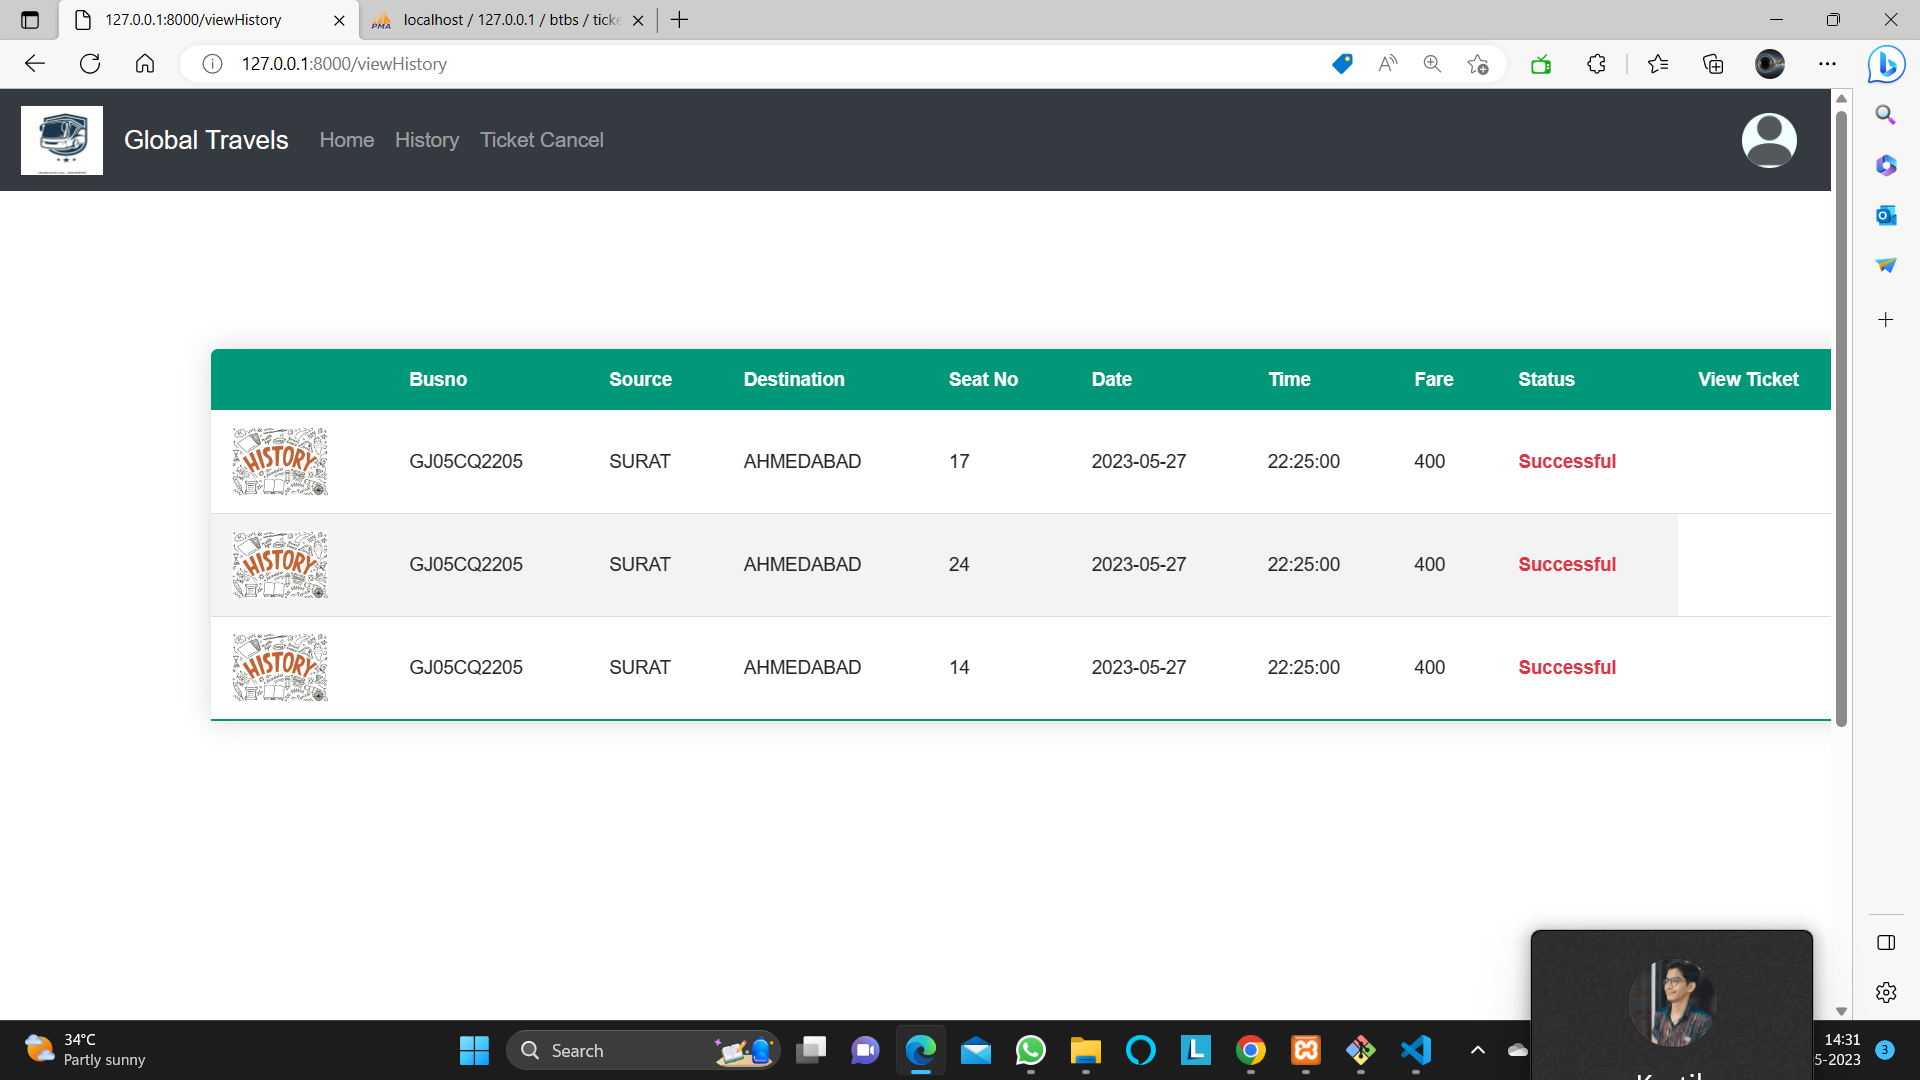 127.0.0.1:8000/viewHistory
localhost / 127.0.0.1 / btbs / ticke
127.0.0.1:8000/viewHistory
Global Travels Home History Ticket Cancel
Busno Source Destination Seat No Date Time Fare Status View Ticket
HISTORY GJ05CQ2205 SURAT AHMEDABAD 17 2023-05-27 22:25:00 400 Successful
HISTORY GJ05CQ2205 SURAT AHMEDABAD 24 2023-05-27 22:25:00 400 Successful
HISTORY GJ05CQ2205 SURAT AHMEDABAD 14 2023-05-27 22:25:00 400 Successful
34°C
Partly sunny
Search
14:31
5-2023
3